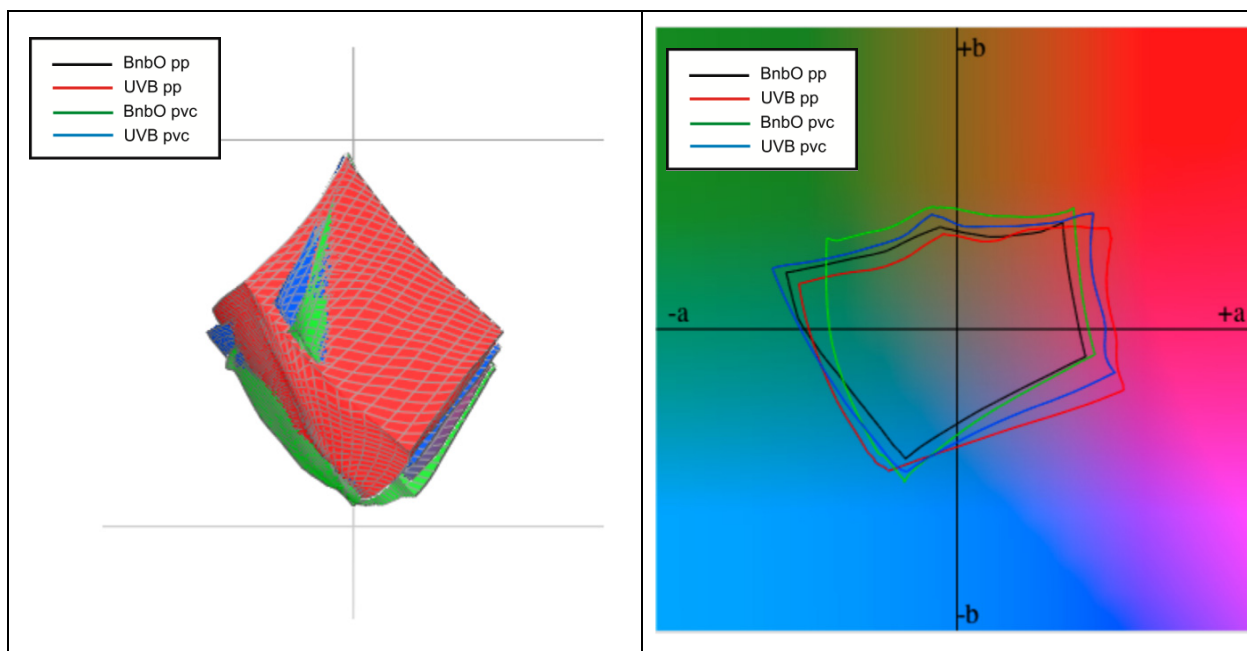 BnbO pp
UVB pp
BnbO pvc
UVB pvc
+b
BnbO pp
UVB pp
BnbO pvc
UVB pvc
-a
+a
-b